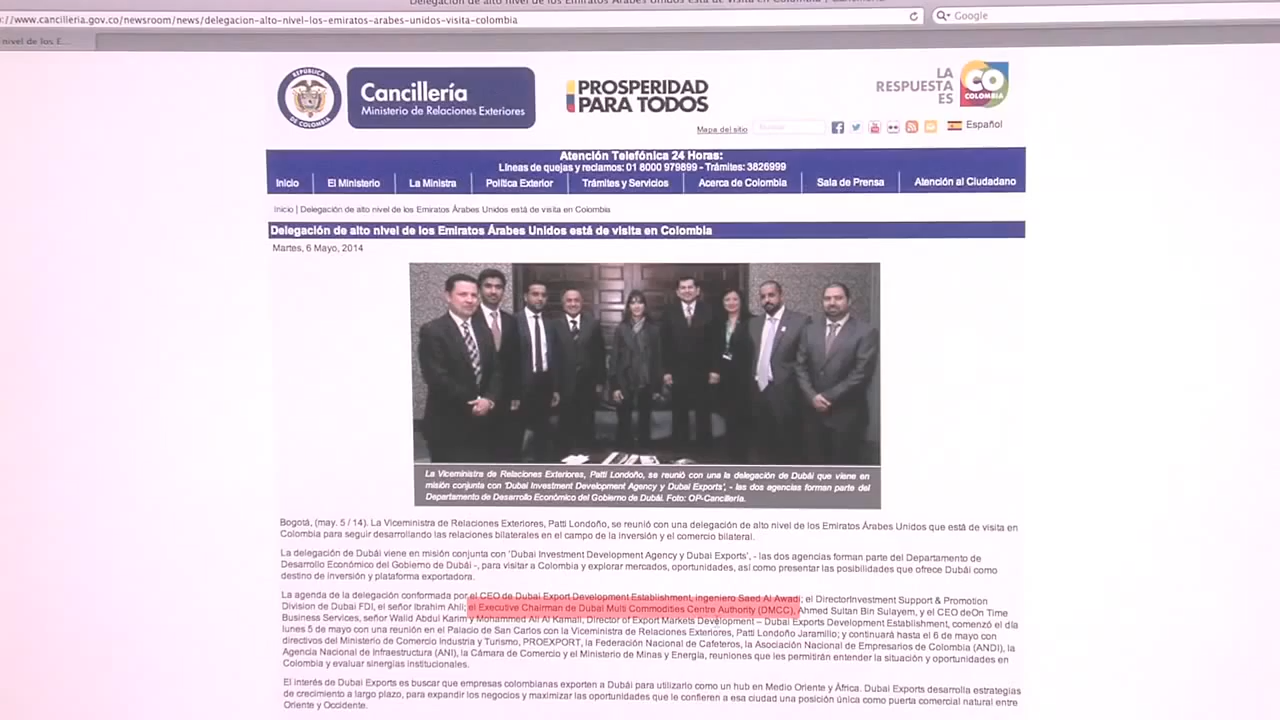 Delegación de alto nivel de los Emiratos Árabes Unidos está de visita en Colombia
://www.cancilleria.gov.co/newsroom/news/delegacion-alto-nivel-los-emiratos-arabes-unidos-visita-colombia
Google
nivel de los E...
REPÚBLICA DE COLOMBIA
Cancillería
Ministerio de Relaciones Exteriores
PROSPERIDAD
PARA TODOS
LA
RESPUESTA
ES
CO
COLOMBIA
Mapa del sitio
Español
Atención Telefónica 24 Horas:
Líneas de quejas y reclamos: 01 8000 979899 - Trámites: 3826999
Inicio El Ministerio La Ministra Política Exterior Trámites y Servicios Acerca de Colombia Sala de Prensa Atención al Ciudadano
Inicio | Delegación de alto nivel de los Emiratos Árabes Unidos está de visita en Colombia
Delegación de alto nivel de los Emiratos Árabes Unidos está de visita en Colombia
Martes, 6 Mayo, 2014
La Viceministra de Relaciones Exteriores, Patti Londoño, se reunió con una la delegación de Dubái que viene en
misión conjunta con 'Dubai Investment Development Agency y Dubai Exports', - las dos agencias forman parte del
Departamento de Desarrollo Económico del Gobierno de Dubái. Foto: OP-Cancillería.
Bogotá, (may. 5 / 14). La Viceministra de Relaciones Exteriores, Patti Londoño, se reunió con una delegación de alto nivel de los Emiratos Árabes Unidos que está de visita en
Colombia para seguir desarrollando las relaciones bilaterales en el campo de la inversión y el comercio bilateral.
La delegación de Dubái viene en misión conjunta con 'Dubai Investment Development Agency y Dubai Exports', - las dos agencias forman parte del Departamento de
Desarrollo Económico del Gobierno de Dubái -, para visitar a Colombia y explorar mercados, oportunidades, así como presentar las posibilidades que ofrece Dubái como
destino de inversión y plataforma exportadora.
La agenda de la delegación conformada por el CEO de Dubai Export Development Establishment, ingeniero Saed Al Awadi; el DirectorInvestment Support & Promotion
Division de Dubai FDI, el señor Ibrahim Ahli; el Executive Chairman de Dubai Multi Commodities Centre Authority (DMCC), Ahmed Sultan Bin Sulayem, y el CEO deOn Time
Business Services, señor Walid Abdul Karim y Mohammed Ali Al Kamali, Director of Export Markets Development – Dubai Exports Development Establishment, comenzó el día
lunes 5 de mayo con una reunión en el Palacio de San Carlos con la Viceministra de Relaciones Exteriores, Patti Londoño Jaramillo; y continuará hasta el 6 de mayo con
directivos del Ministerio de Comercio Industria y Turismo, PROEXPORT, la Federación Nacional de Cafeteros, la Asociación Nacional de Empresarios de Colombia (ANDI), la
Agencia Nacional de Infraestructura (ANI), la Cámara de Comercio y el Ministerio de Minas y Energía, reuniones que les permitirán entender la situación y oportunidades en
Colombia y evaluar sinergias institucionales.
El interés de Dubai Exports es buscar que empresas colombianas exporten a Dubái para utilizarlo como un hub en Medio Oriente y África. Dubai Exports desarrolla estrategias
de crecimiento a largo plazo, para expandir los negocios y maximizar las oportunidades que le confieren a esa ciudad una posición única como puerta comercial natural entre
Oriente y Occidente.